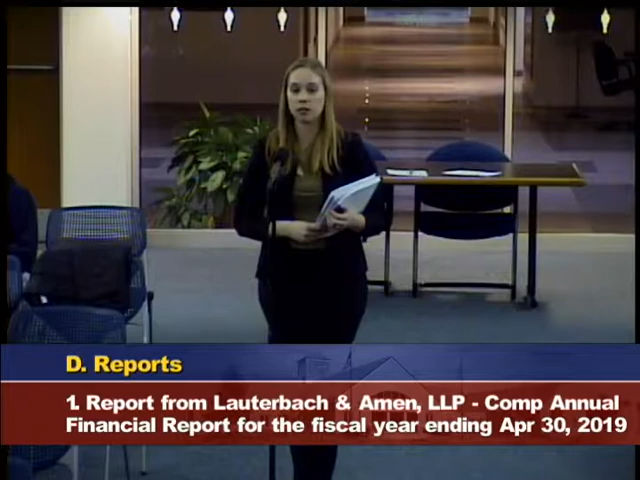 D. Reports
1. Report from Lauterbach & Amen, LLP - Comp Annual
Financial Report for the fiscal year ending Apr 30, 2019